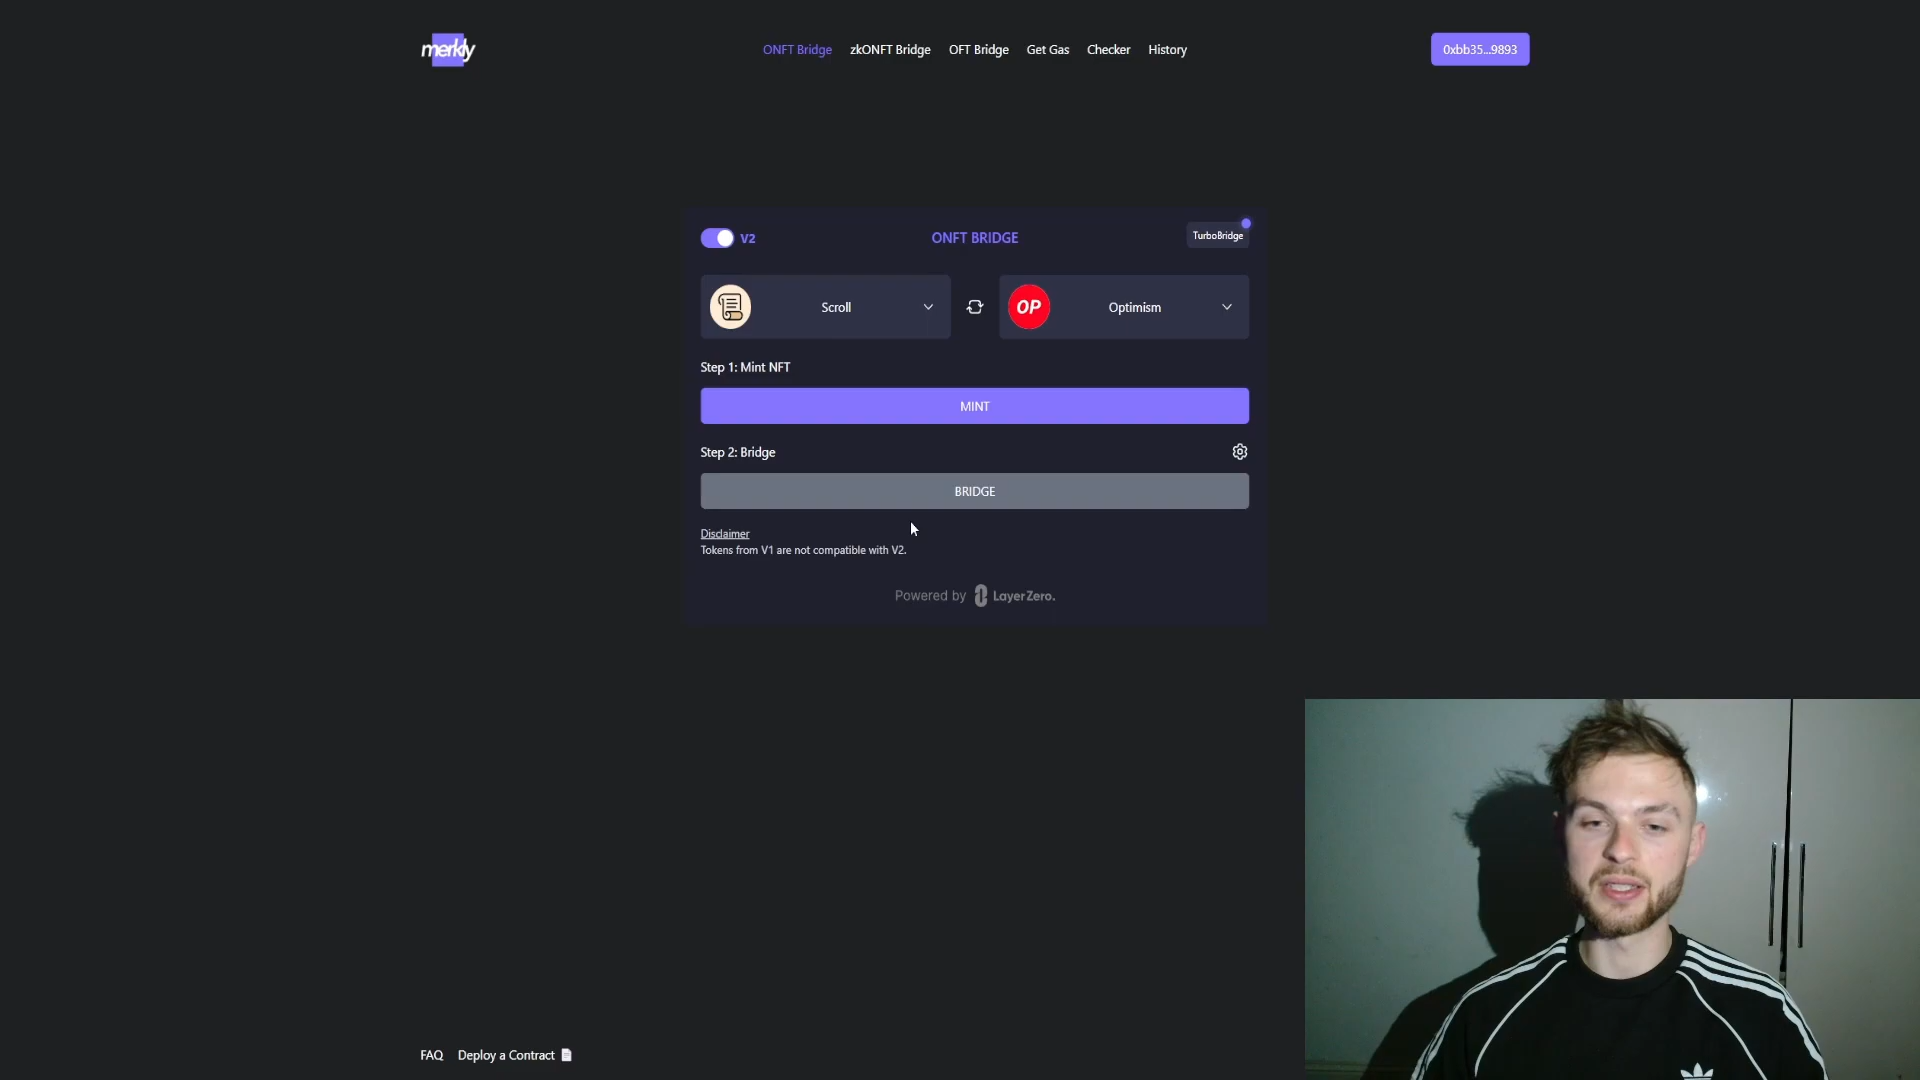 merkly
ONFT Bridge zkONFT Bridge OFT Bridge Get Gas Checker History
0xbb35...9893
V2
ONFT BRIDGE
TurboBridge
Scroll
OP
Optimism
Step 1: Mint NFT
MINT
Step 2: Bridge
BRIDGE
Disclaimer
Tokens from V1 are not compatible with V2.
Powered by LayerZero.
FAQ Deploy a Contract